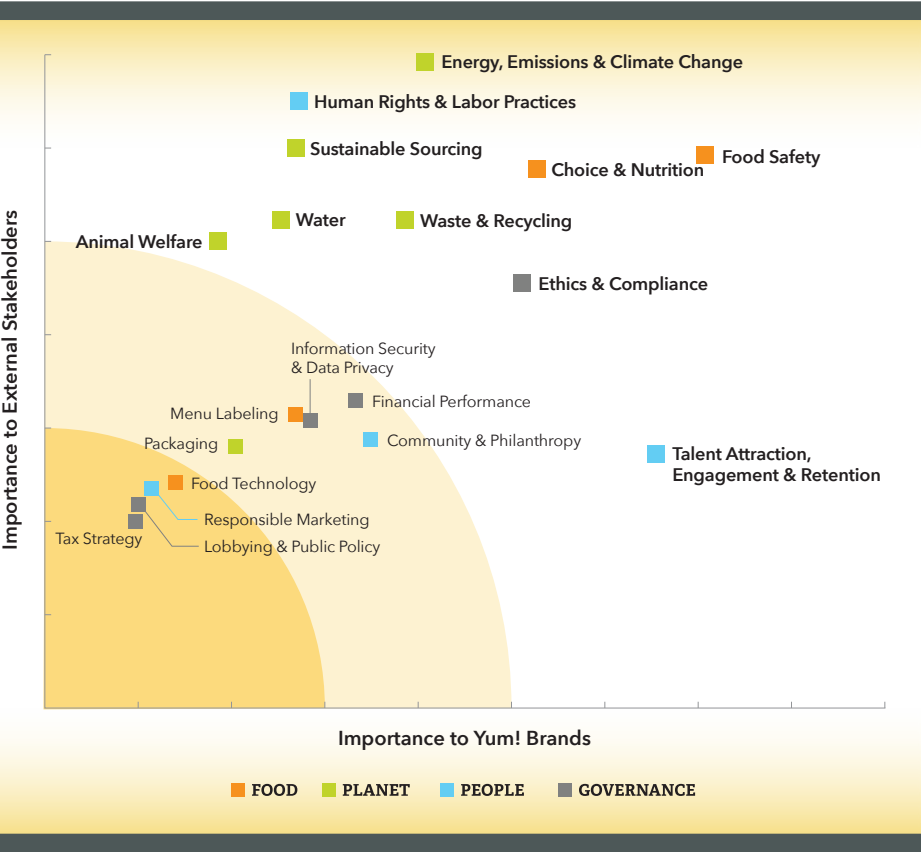 Energy, Emissions & Climate Change
Human Rights & Labor Practices
Sustainable Sourcing
Food Safety
Choice & Nutrition
Water
Waste & Recycling
Animal Welfare
Ethics & Compliance
Importance to External Stakeholders
Information Security
& Data Privacy
Financial Performance
Menu Labeling
Community & Philanthropy
Packaging
Talent Attraction,
Engagement & Retention
Food Technology
Responsible Marketing
Tax Strategy
Lobbying & Public Policy
Importance to Yum! Brands
FOOD PLANET PEOPLE GOVERNANCE